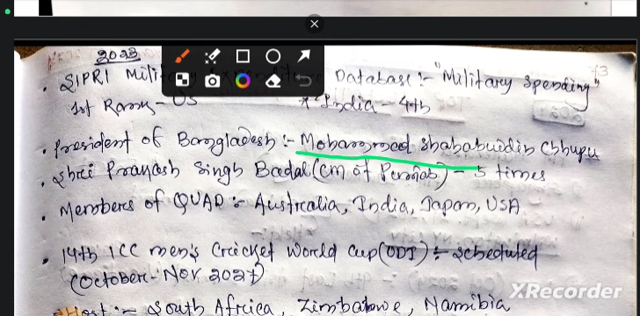 2023
• SIPRI Database :- "Military Spending"
1st Rank - US * India - 4th
• President of Bangladesh :- Mohammad Shahabuddin Chhupu
• Shri Prakash Singh Badal (CM of Punjab) - 5 times
• Members of QUAD :- Australia, India, Japan, USA
• 14th ICC men's Cricket World Cup (ODI) :- scheduled
(October - Nov 2027)
Host :- South Africa, Zimbabwe, Namibia
XRecorder